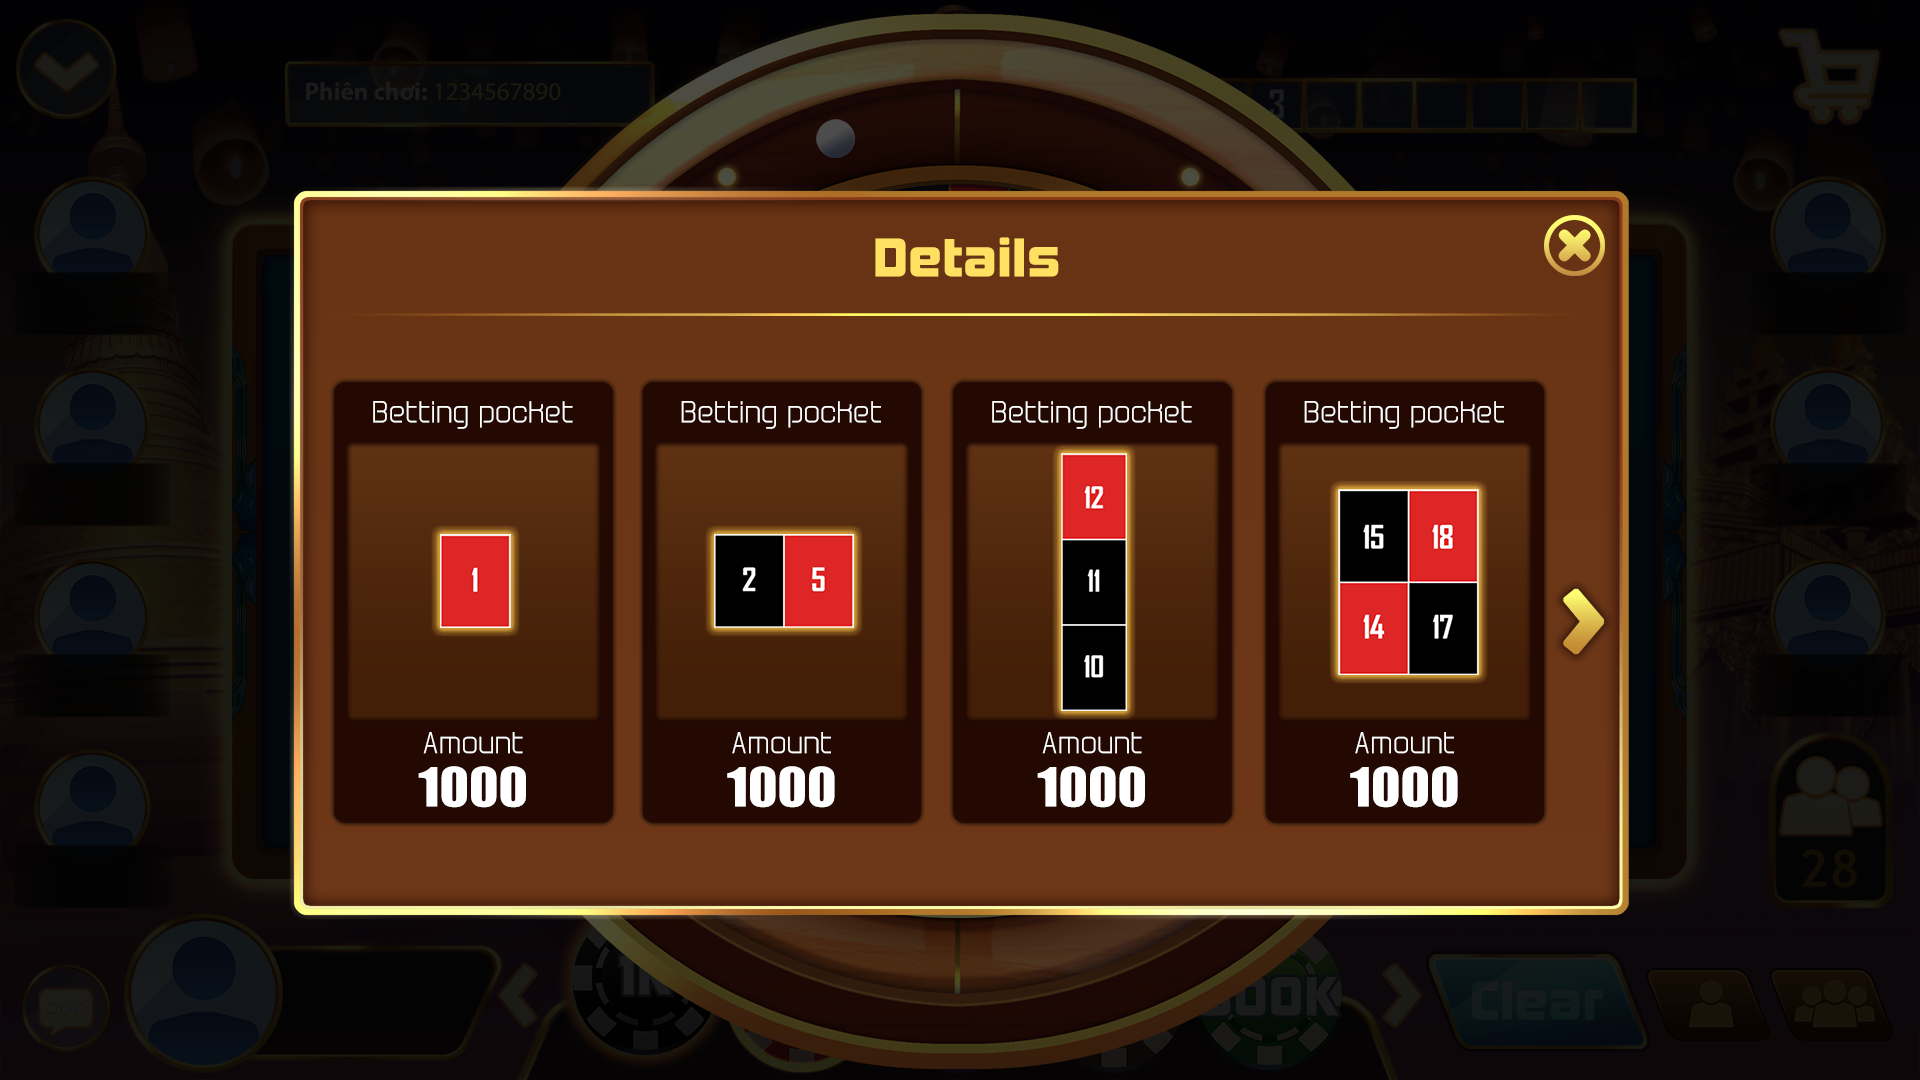 Phiên chơi: 1234567890
3
Details
Betting pocket
1
Amount
1000
Betting pocket
2 5
Amount
1000
Betting pocket
12
11
10
Amount
1000
Betting pocket
15 18
14 17
Amount
1000
28
Clear